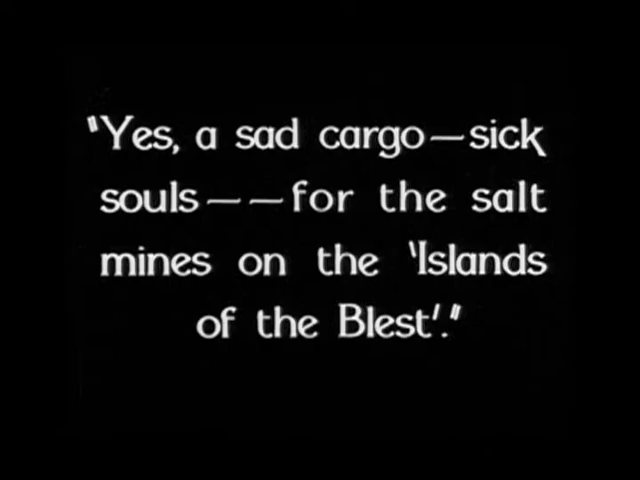 "Yes, a sad cargo—sick
souls——for the salt
mines on the 'Islands
of the Blest'."